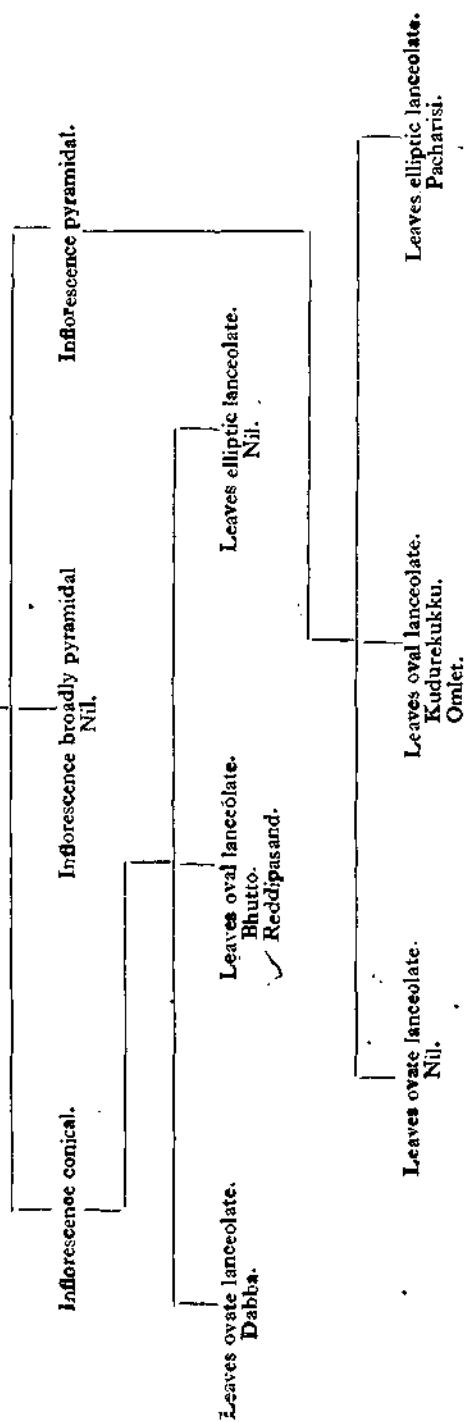 Inflorescence conical.
Inflorescence broadly pyramidal
Nil.
Inflorescence pyramidal.
Leaves ovate lanceolate.
Dabba.
Leaves oval lanceolate.
Bhutto.
Reddipasand.
Leaves elliptic lanceolate.
Nil.
Leaves ovate lanceolate.
Nil.
Leaves oval lanceolate.
Kudurekukku.
Omlet.
Leaves elliptic lanceolate.
Pacharisi.